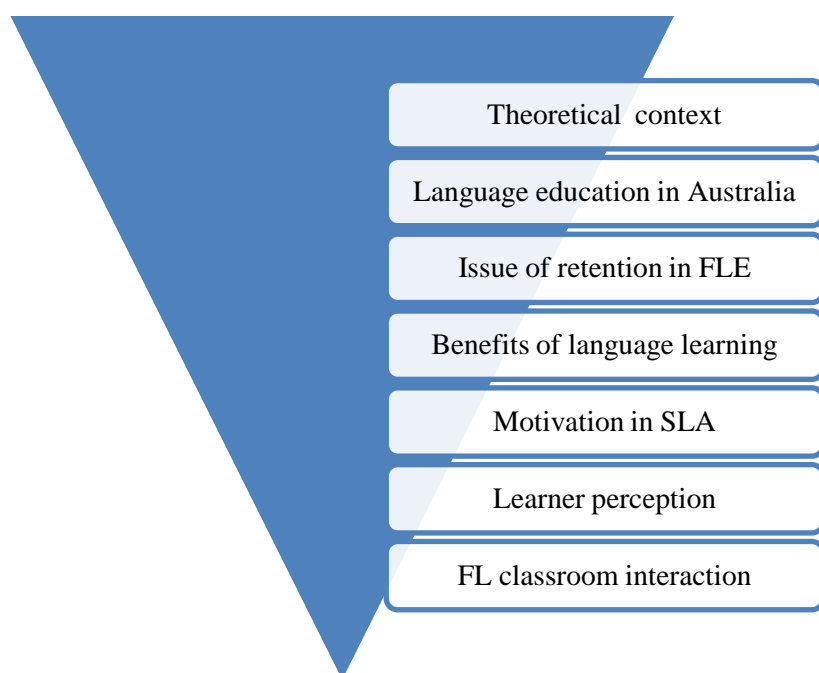 Theoretical context
Language education in Australia
Issue of retention in FLE
Benefits of language learning
Motivation in SLA
Learner perception
FL classroom interaction